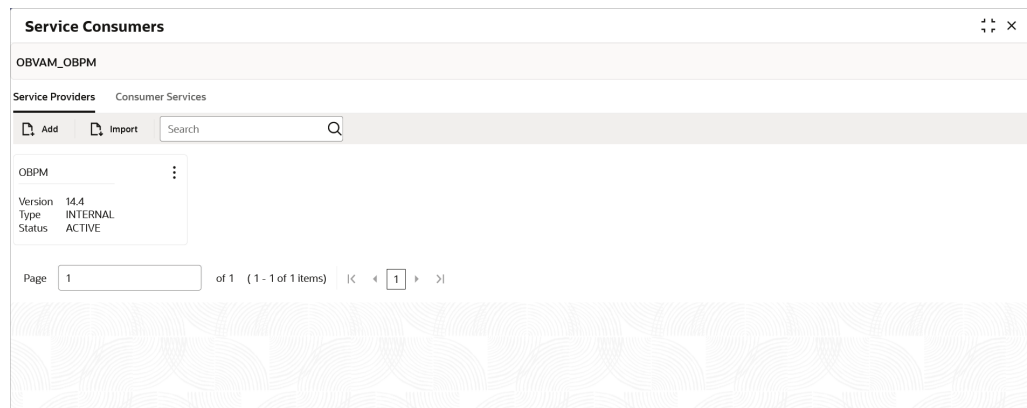 Service Consumers
OBVAM_OBPM
Service Providers Consumer Services
Add Import Search
OBPM
Version 14.4
Type INTERNAL
Status ACTIVE
Page 1 of 1 ( 1 - 1 of 1 items) 1